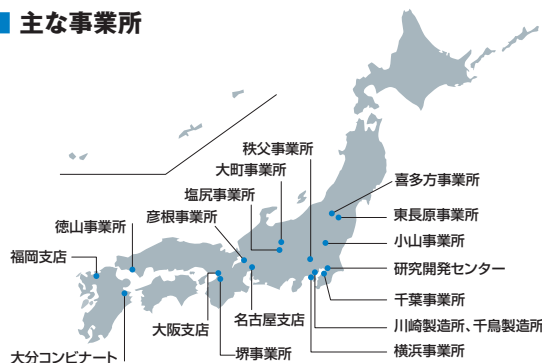 主な事業所
秩父事業所
大町事業所
塩尻事業所
彦根事業所
徳山事業所
福岡支店
喜多方事業所
東長原事業所
小山事業所
研究開発センター
千葉事業所
川崎製造所、千鳥製造所
横浜事業所
名古屋支店
大阪支店
堺事業所
大分コンビナート